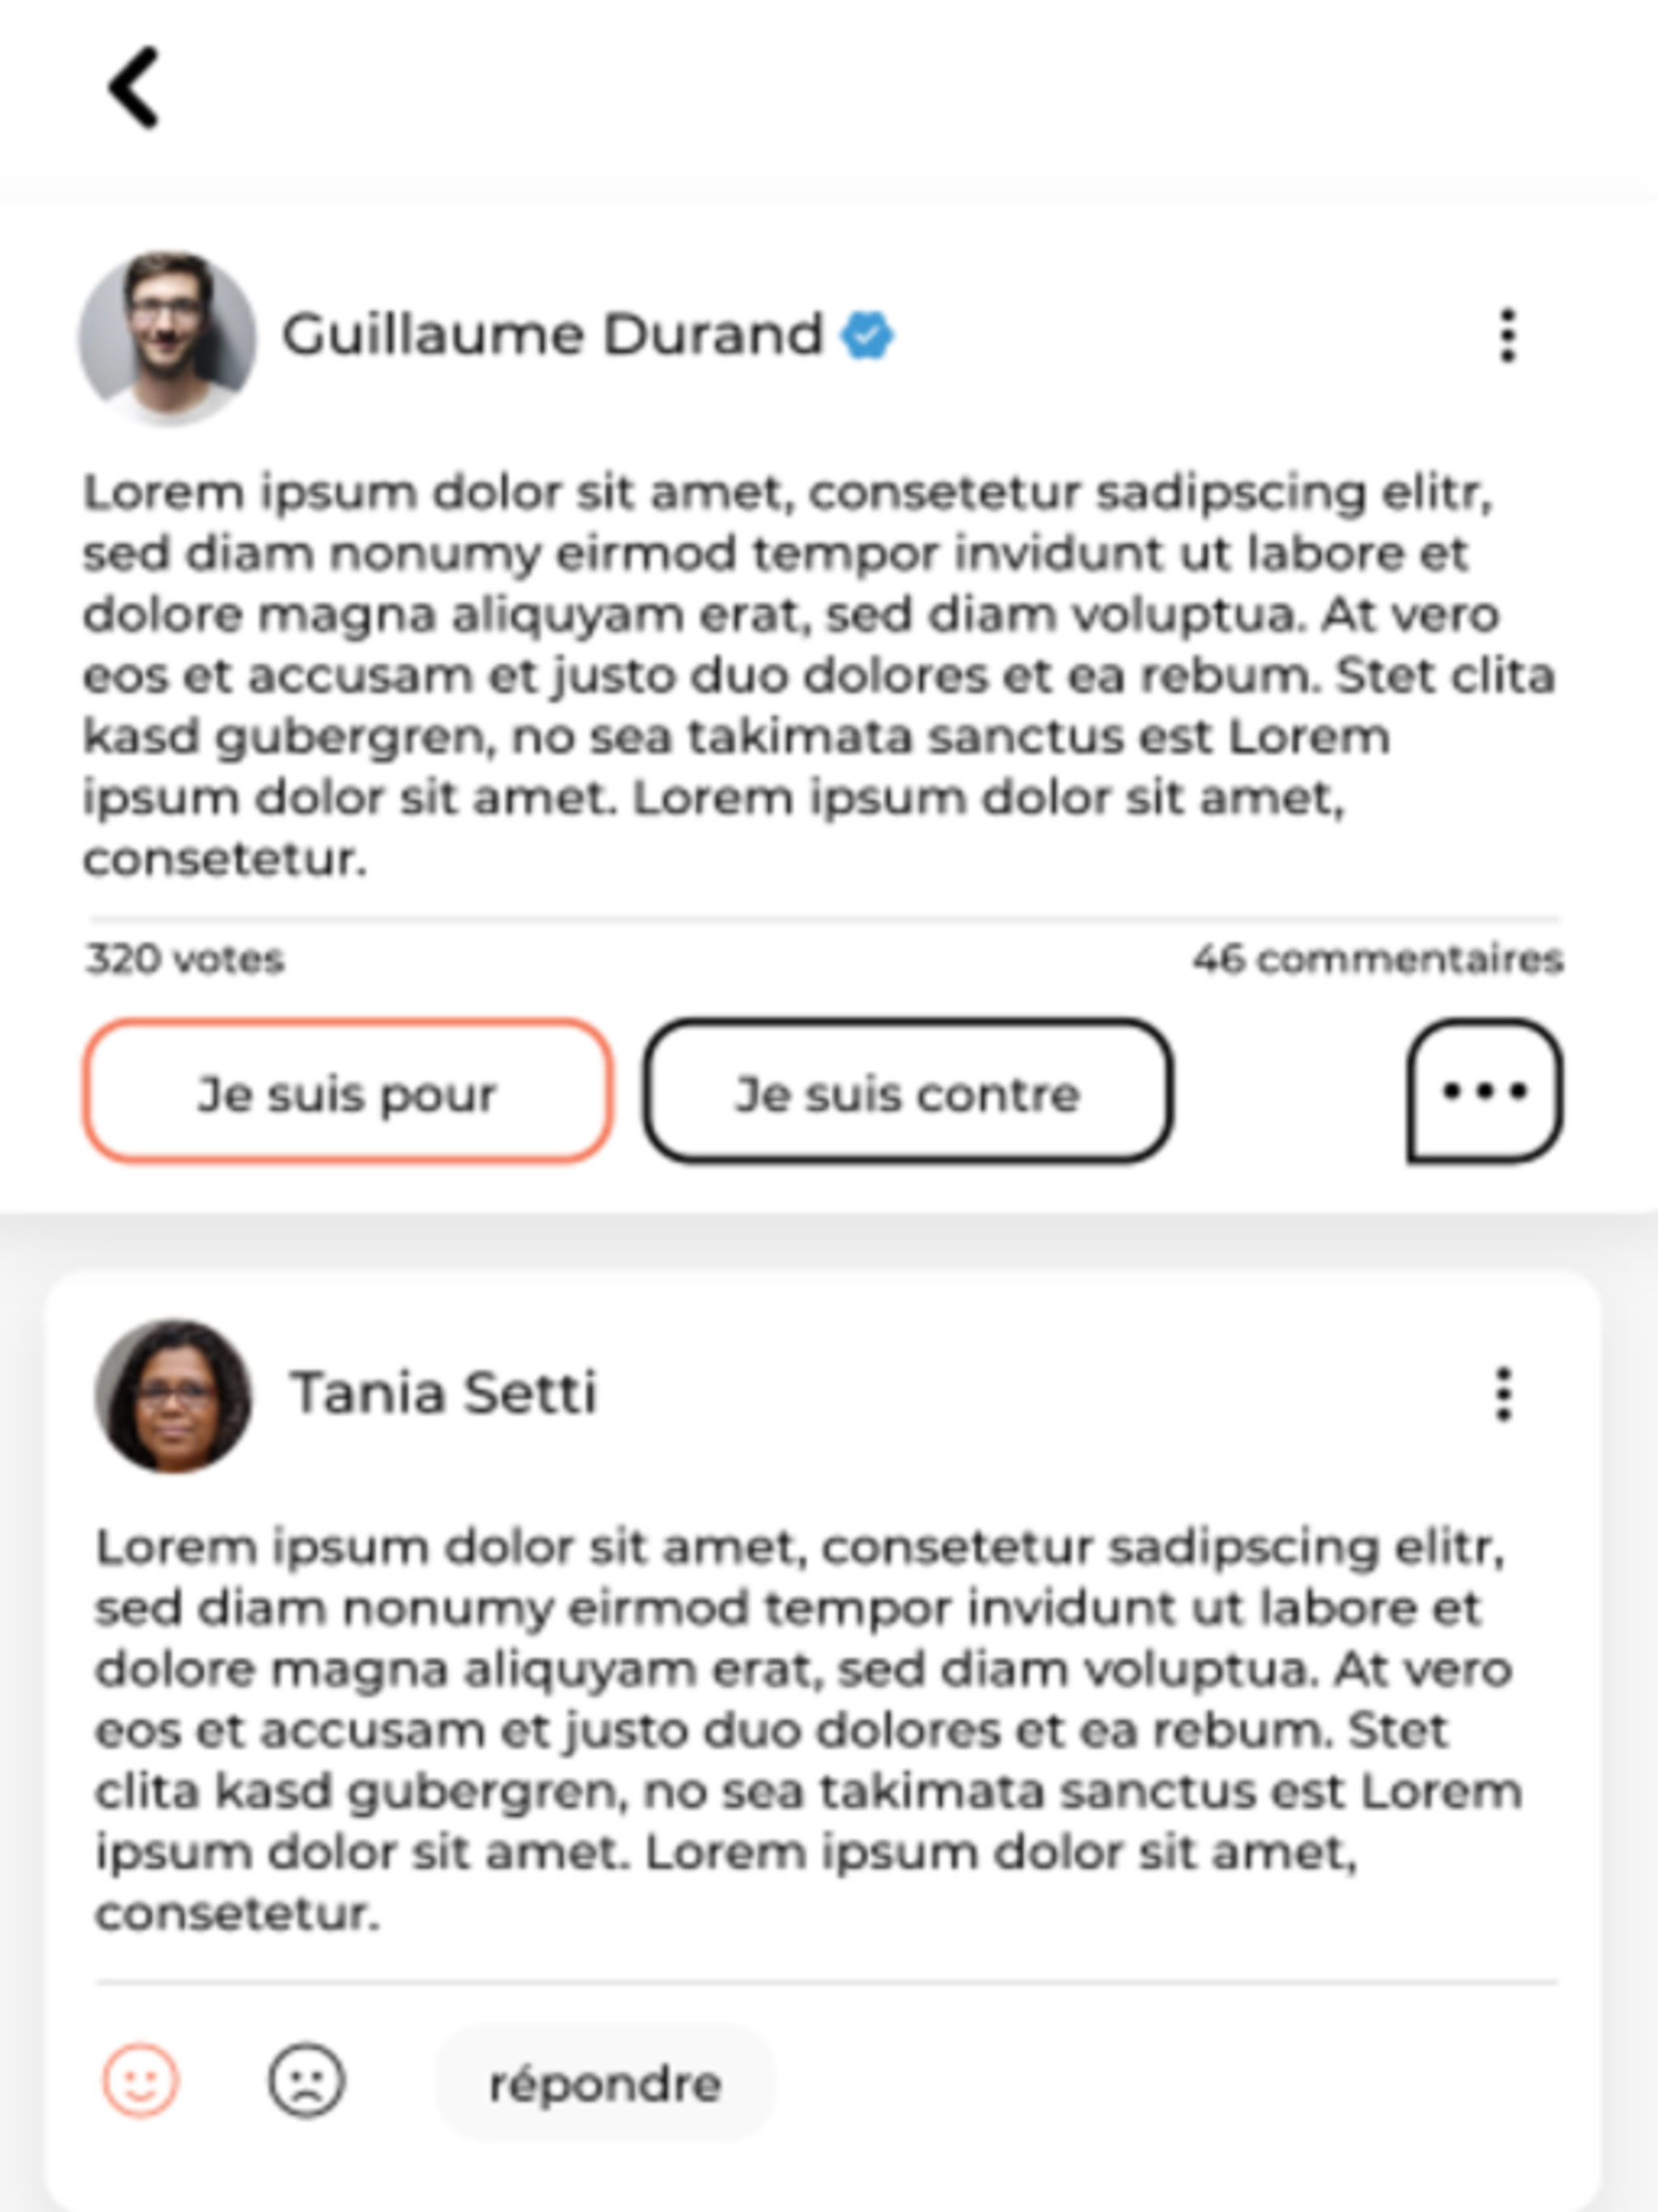 Guillaume Durand
Lorem ipsum dolor sit amet, consetetur sadipscing elitr,
sed diam nonumy eirmod tempor invidunt ut labore et
dolore magna aliquyam erat, sed diam voluptua. At vero
eos et accusam et justo duo dolores et ea rebum. Stet clita
kasd gubergren, no sea takimata sanctus est Lorem
ipsum dolor sit amet. Lorem ipsum dolor sit amet,
consetetur.
320 votes
46 commentaires
Je suis pour
Je suis contre
Tania Setti
Lorem ipsum dolor sit amet, consetetur sadipscing elitr,
sed diam nonumy eirmod tempor invidunt ut labore et
dolore magna aliquyam erat, sed diam voluptua. At vero
eos et accusam et justo duo dolores et ea rebum. Stet
clita kasd gubergren, no sea takimata sanctus est Lorem
ipsum dolor sit amet. Lorem ipsum dolor sit amet,
consetetur.
répondre